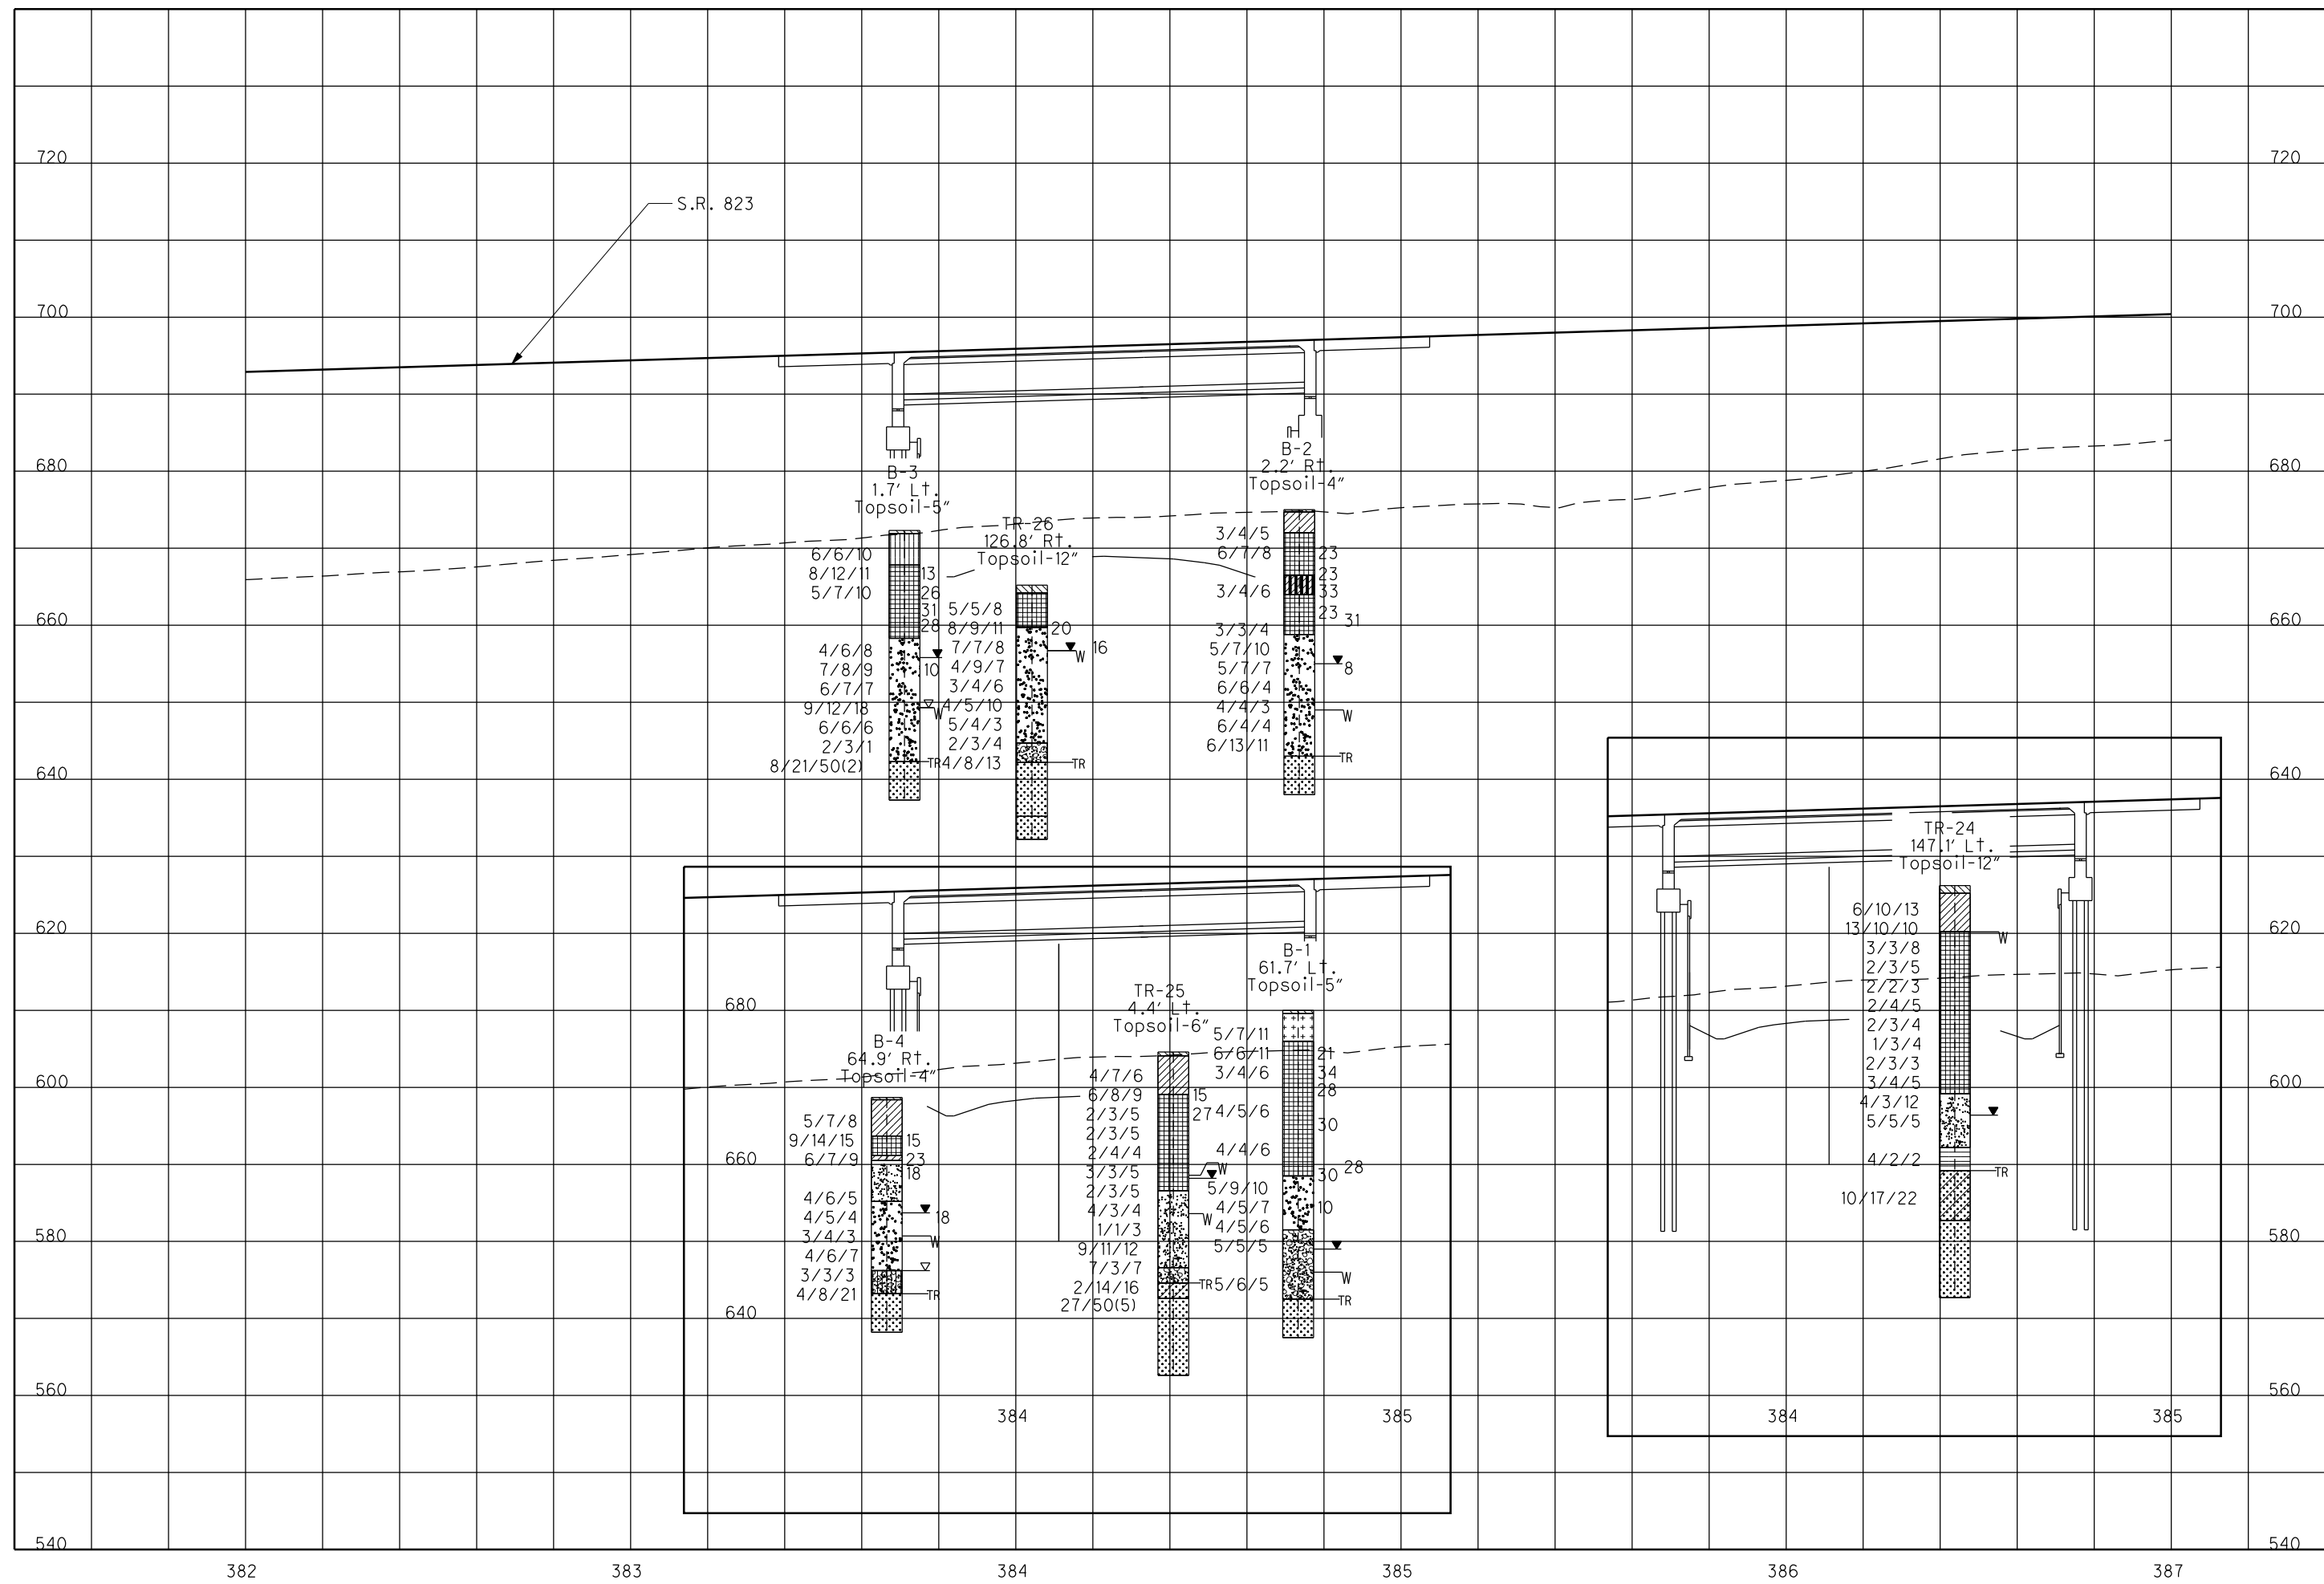 720 720
S.R. 823
700 700
680 680
B-3
1.7' Lt.
Topsoil-5"
6/6/10
8/12/11 13
5/7/10 26
31
28
4/6/8
7/8/9 10
6/7/7
9/12/18 W
6/6/6
2/3/1
8/21/50(2) TR
TR-26
126.8' Rt.
Topsoil-12"
5/5/8
8/9/11 20
7/7/8 W 16
4/9/7
3/4/6
4/5/10
5/4/3
2/3/4
4/8/13 TR
B-2
2.2' Rt.
Topsoil-4"
3/4/5
6/7/8 23
23
3/4/6 33
23 31
3/3/4
5/7/10
5/7/7 8
6/6/4
4/4/3 W
6/4/4
6/13/11 TR
660 660
640 640
620 620
600 600
580 580
560 560
540 540
680
660
640
B-4
64.9' Rt.
Topsoil-4"
5/7/8
9/14/15 15
6/7/9 23
18
4/6/5
4/5/4 18
3/4/3 W
4/6/7
3/3/3
4/8/21 TR
TR-25
4.4' Lt.
Topsoil-6"
4/7/6
6/8/9 15
2/3/5 27
2/3/5
2/4/4
3/3/5 W
2/3/5
4/3/4 W
1/1/3
9/11/12
7/3/7
2/14/16 TR
27/50(5)
B-1
61.7' Lt.
Topsoil-5"
5/7/11
6/6/11 21
3/4/6 34
28
4/5/6 30
4/4/6 28
30
5/9/10
4/5/7 10
4/5/6
5/5/5
W
5/6/5 TR
384 385
TR-24
147.1' Lt.
Topsoil-12"
6/10/13
13/10/10 W
3/3/8
2/3/5
2/2/3
2/4/5
2/3/4
1/3/4
2/3/3
3/4/5
4/3/12
5/5/5
4/2/2 TR
10/17/22
384 385
382 383 384 385 386 387